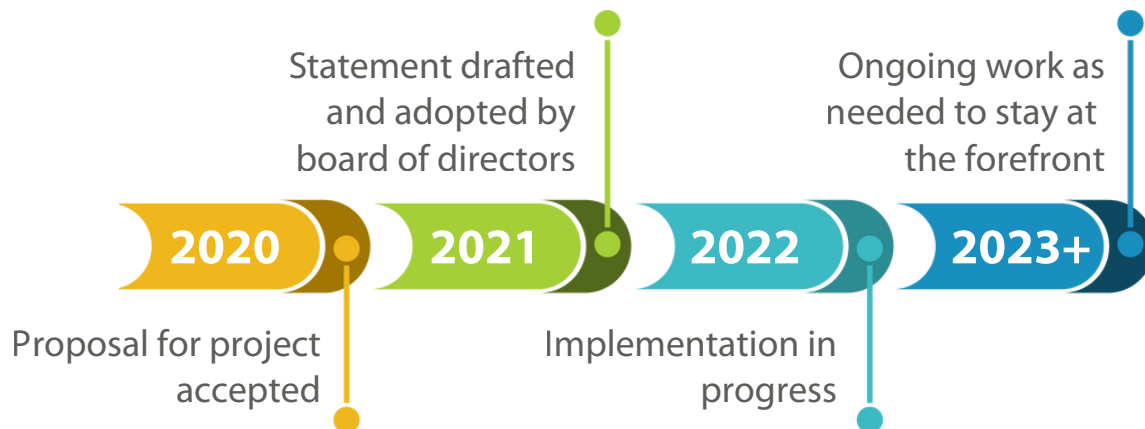 Statement drafted
and adopted by
board of directors
Ongoing work as
needed to stay at
the forefront
2020
2021
2022
2023+
Proposal for project
accepted
Implementation in
progress